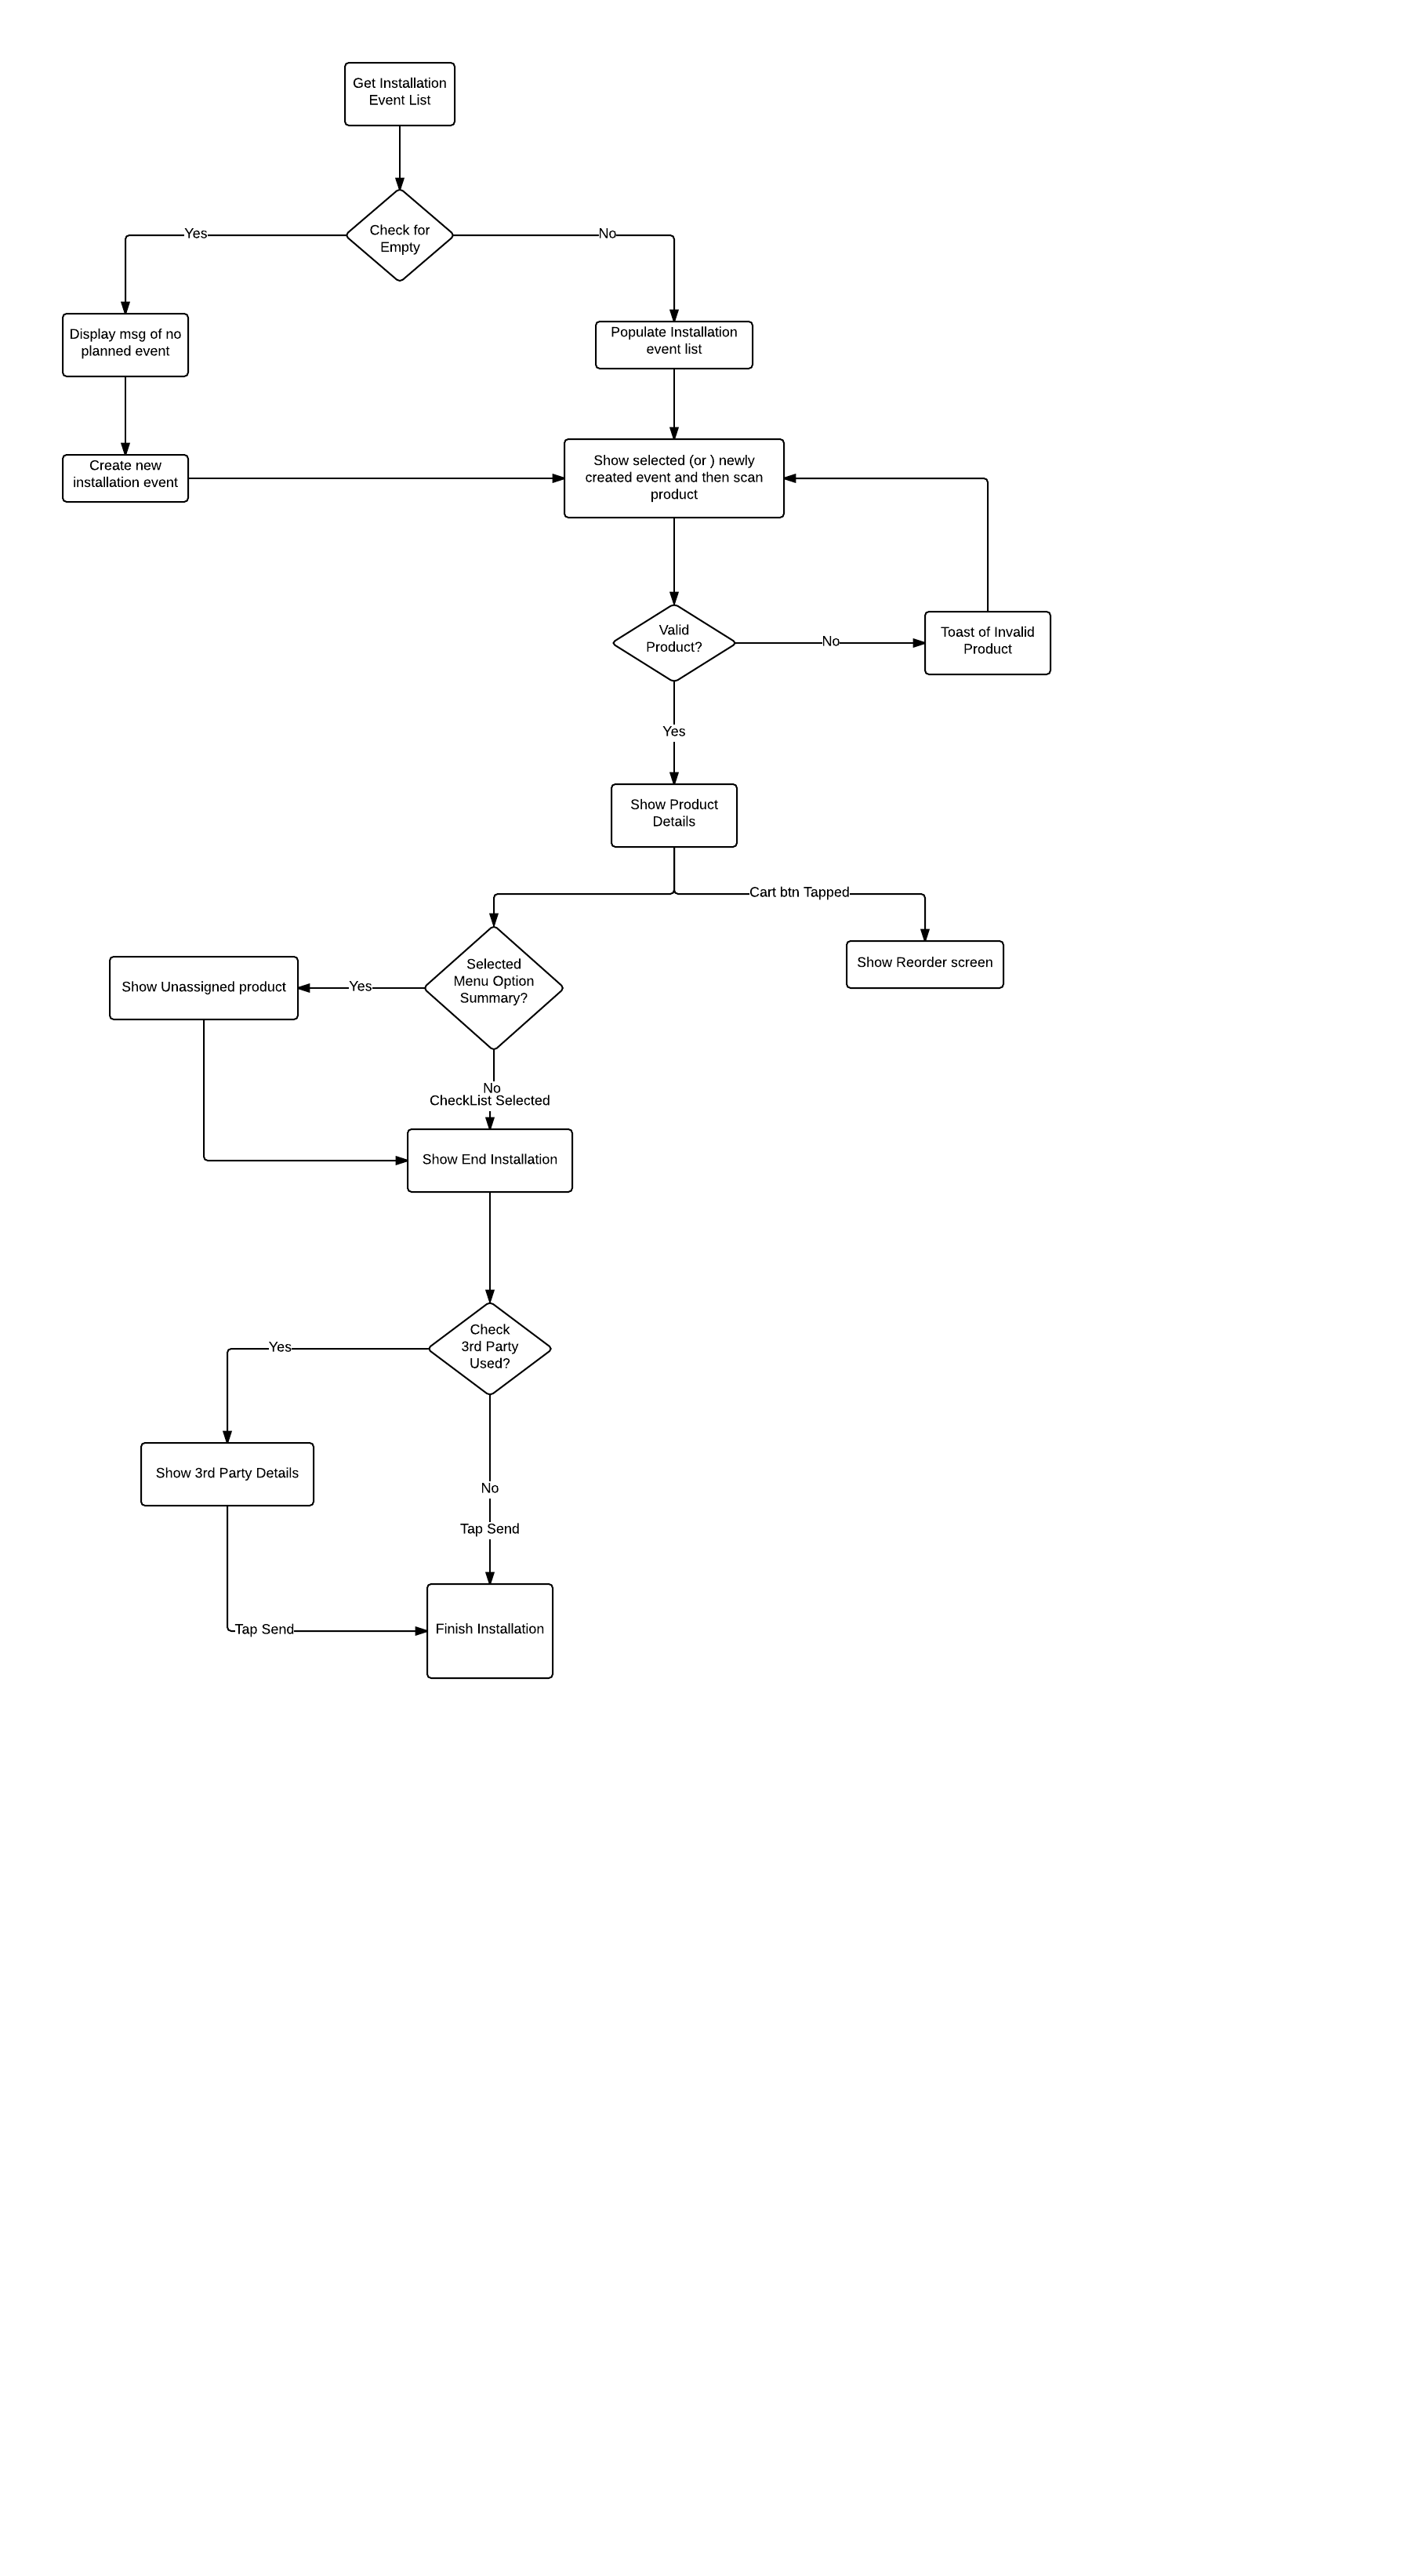 Get Installation
Event List
Check for
Empty
Yes
No
Display msg of no
planned event
Populate Installation
event list
Create new
installation event
Show selected (or ) newly
created event and then scan
product
Valid
Product?
No
Toast of Invalid
Product
Yes
Show Product
Details
Cart btn Tapped
Show Reorder screen
Selected
Menu Option
Summary?
Yes
Show Unassigned product
No
CheckList Selected
Show End Installation
Check
3rd Party
Used?
Yes
Show 3rd Party Details
No
Tap Send
Tap Send
Finish Installation